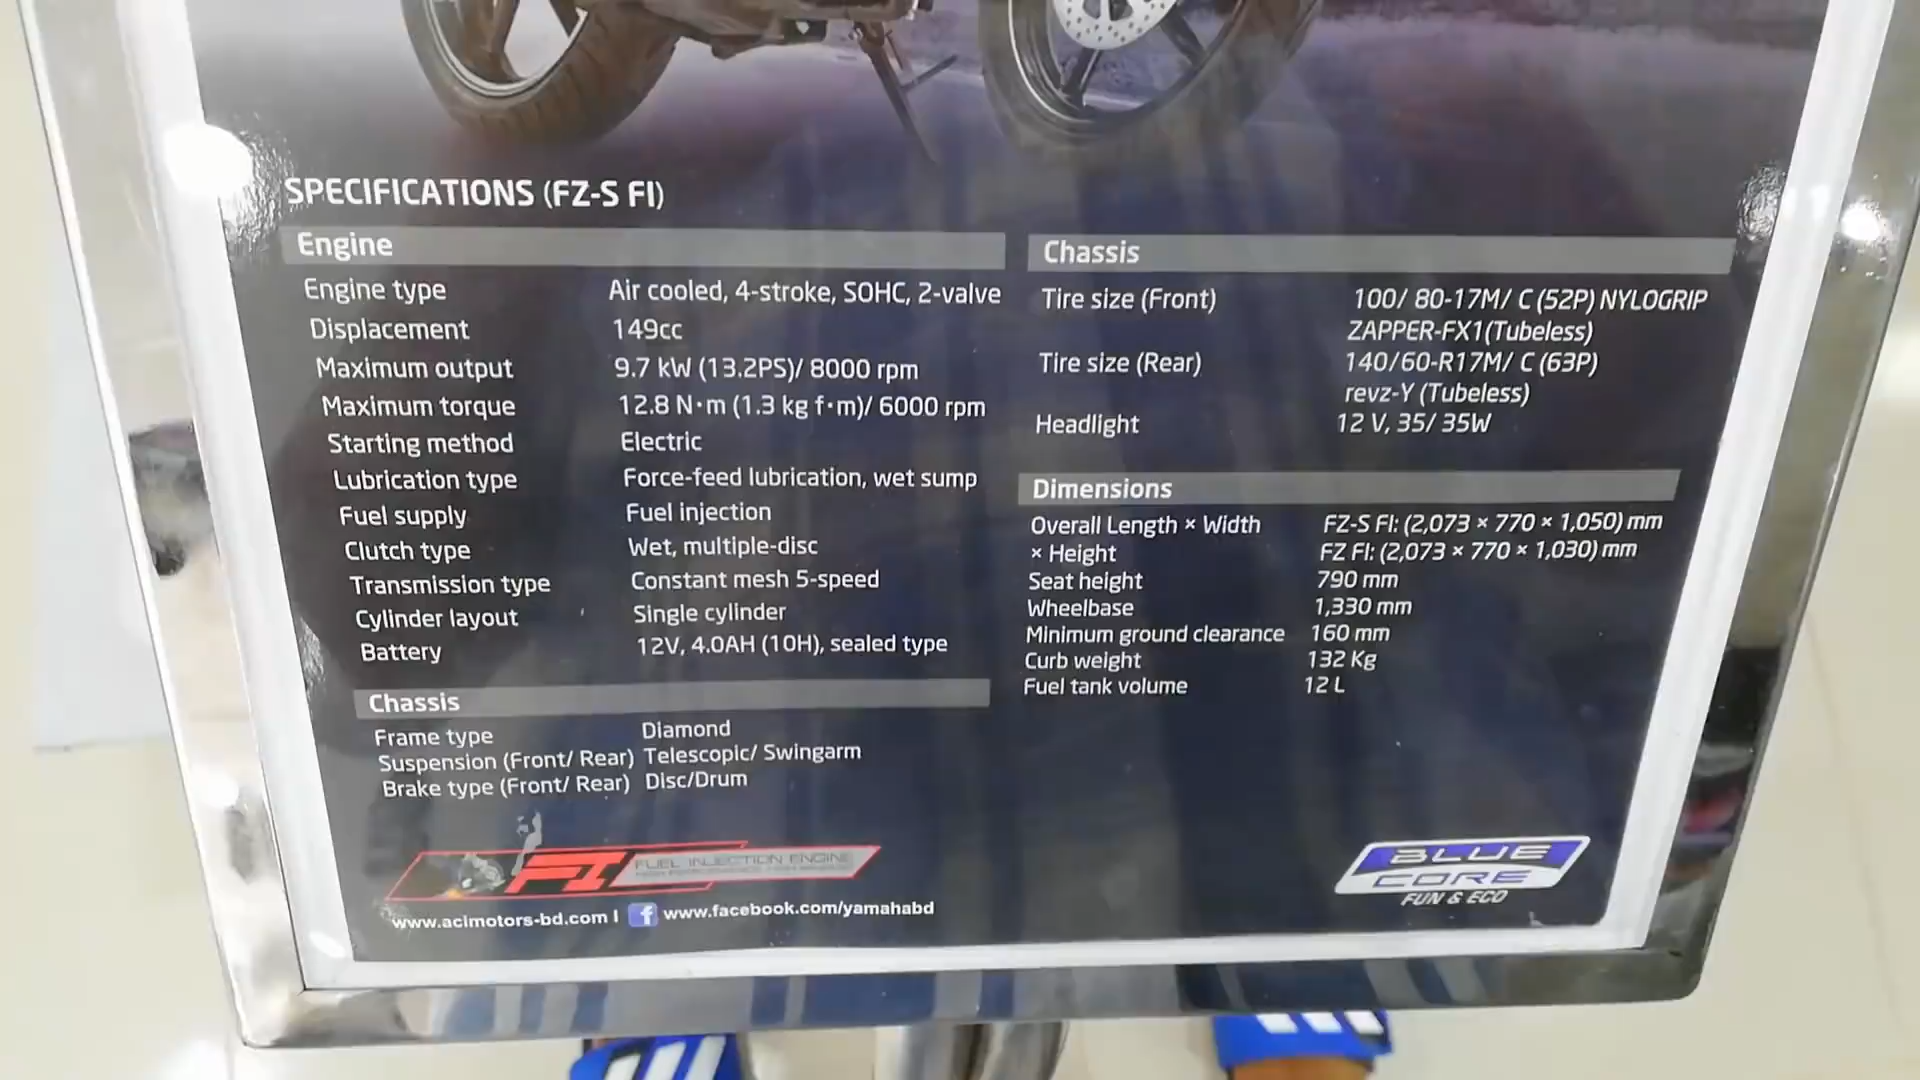 SPECIFICATIONS (FZ-S FI)
Engine
Engine type Air cooled, 4-stroke, SOHC, 2-valve
Displacement 149cc
Maximum output 9.7 kW (13.2PS)/ 8000 rpm
Maximum torque 12.8 N·m (1.3 kg f·m)/ 6000 rpm
Starting method Electric
Lubrication type Force-feed lubrication, wet sump
Fuel supply Fuel injection
Clutch type Wet, multiple-disc
Transmission type Constant mesh 5-speed
Cylinder layout Single cylinder
Battery 12V, 4.0AH (10H), sealed type
Chassis
Frame type Diamond
Suspension (Front/ Rear) Telescopic/ Swingarm
Brake type (Front/ Rear) Disc/Drum
Chassis
Tire size (Front) 100/ 80-17M/ C (52P) NYLOGRIP
ZAPPER-FX1(Tubeless)
Tire size (Rear) 140/60-R17M/ C (63P)
revz-Y (Tubeless)
Headlight 12 V, 35/ 35W
Dimensions
Overall Length × Width FZ-S FI: (2,073 × 770 × 1,050) mm
× Height FZ FI: (2,073 × 770 × 1,030) mm
Seat height 790 mm
Wheelbase 1,330 mm
Minimum ground clearance 160 mm
Curb weight 132 Kg
Fuel tank volume 12 L
FI FUEL INJECTION ENGINE
www.acimotors-bd.com I f www.facebook.com/yamahabd
BLUE
CORE
FUN & ECO